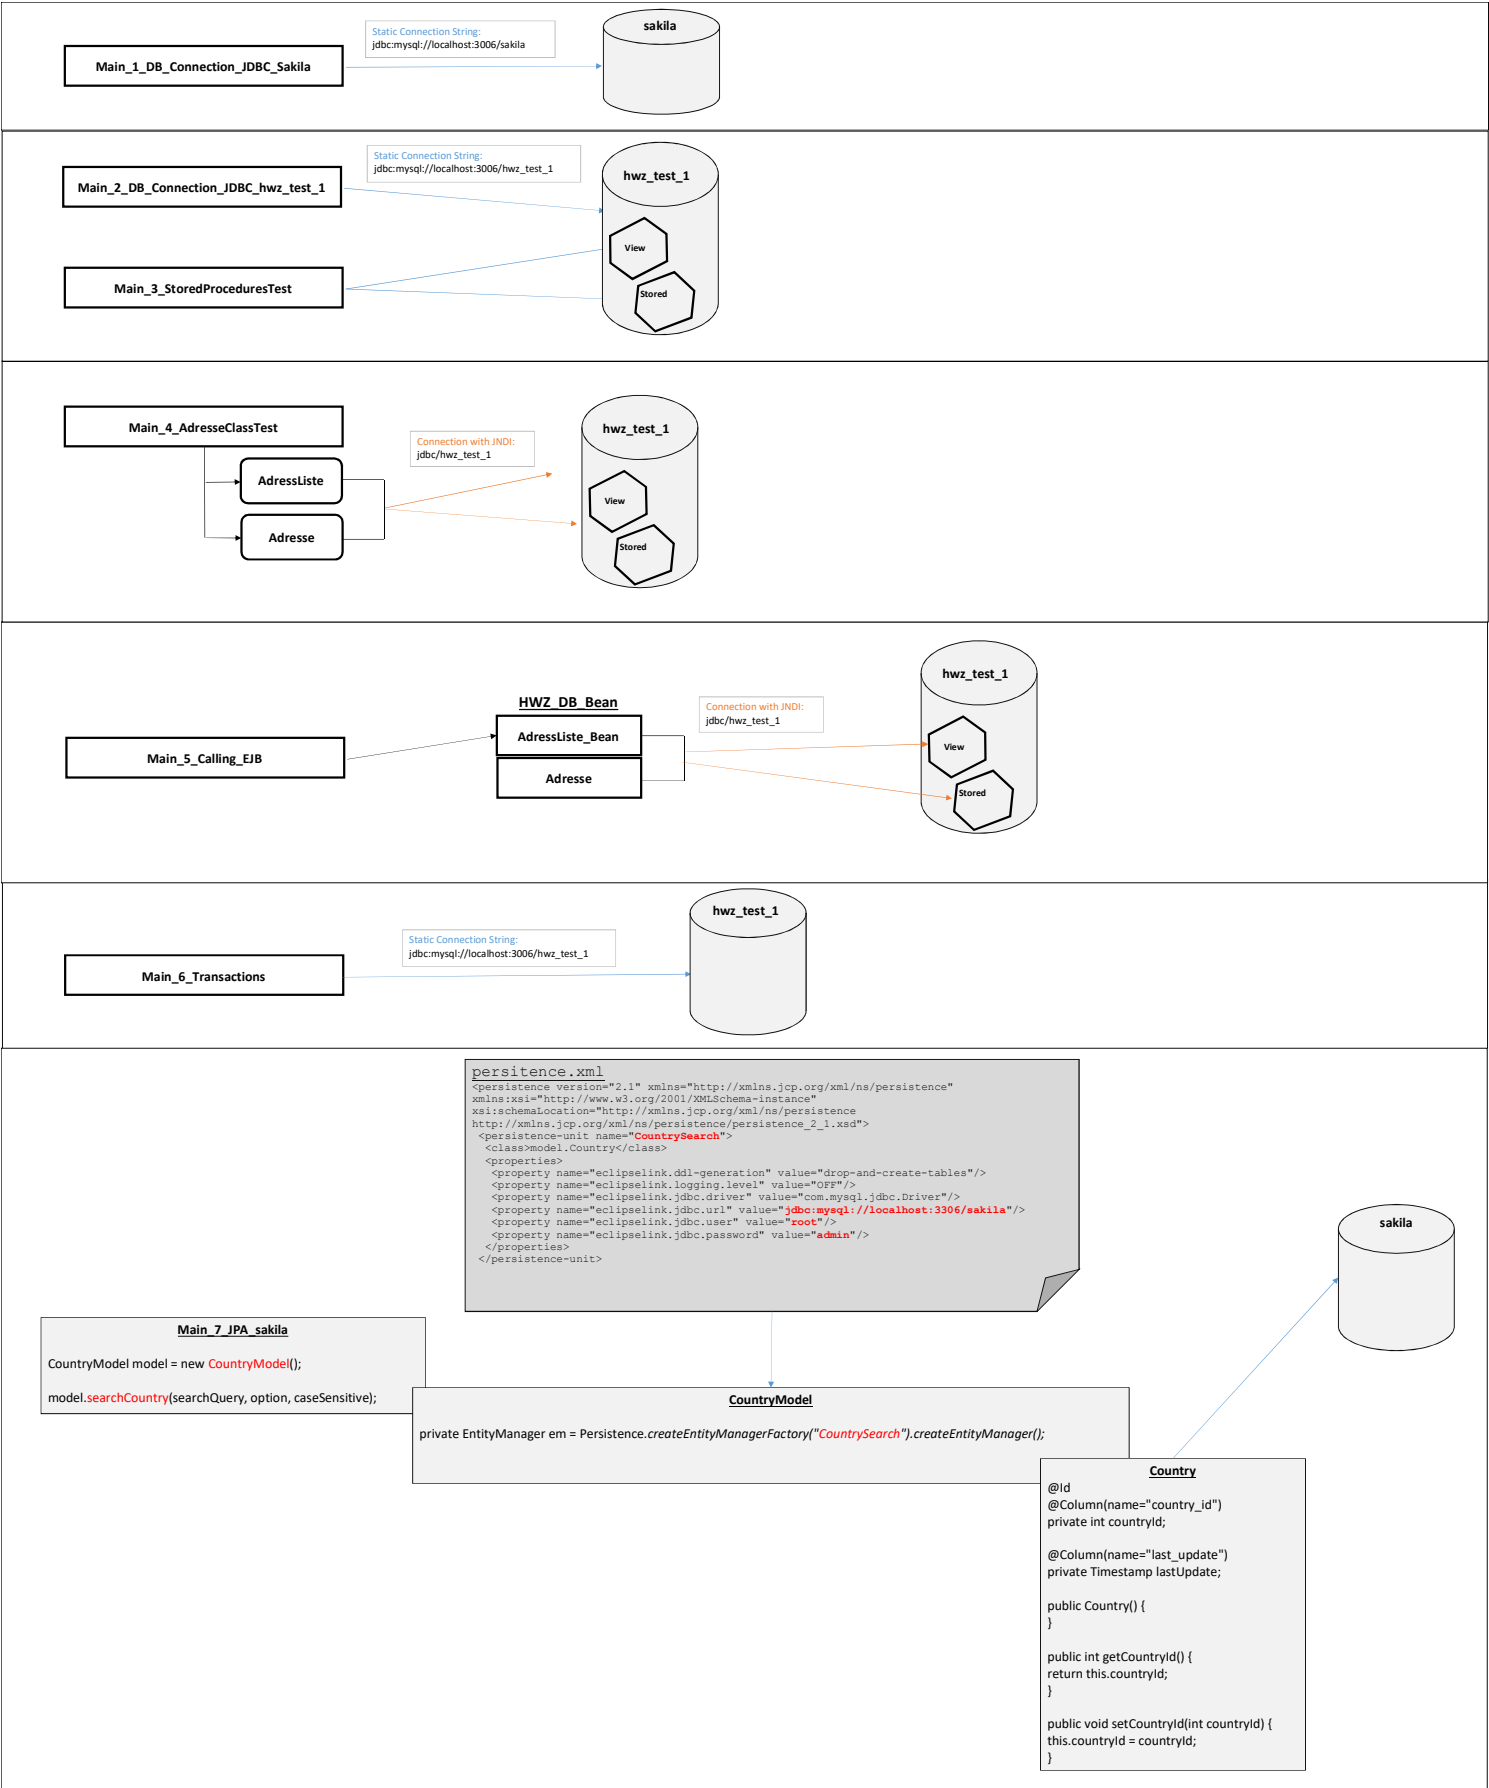 Static Connection String:
jdbc:mysql://localhost:3006/sakila
sakila
Main_1_DB_Connection_JDBC_Sakila
Static Connection String:
jdbc:mysql://localhost:3006/hwz_test_1
hwz_test_1
Main_2_DB_Connection_JDBC_hwz_test_1
View
Main_3_StoredProceduresTest
Stored
Main_4_AdresseClassTest
hwz_test_1
Connection with JNDI:
jdbc/hwz_test_1
AdressListe
View
Adresse
Stored
hwz_test_1
HWZ_DB_Bean
Connection with JNDI:
jdbc/hwz_test_1
AdressListe_Bean
View
Main_5_Calling_EJB
Adresse
Stored
hwz_test_1
Static Connection String:
jdbc:mysql://localhost:3006/hwz_test_1
Main_6_Transactions
persitence.xml
<persistence version="2.1" xmlns="http://xmlns.jcp.org/xml/ns/persistence"
xmlns:xsi="http://www.w3.org/2001/XMLSchema-instance"
xsi:schemaLocation="http://xmlns.jcp.org/xml/ns/persistence
http://xmlns.jcp.org/xml/ns/persistence/persistence_2_1.xsd">
<persistence-unit name="CountrySearch">
<class>model.Country</class>
<properties>
<property name="eclipselink.ddl-generation" value="drop-and-create-tables"/>
<property name="eclipselink.logging.level" value="OFF"/>
<property name="eclipselink.jdbc.driver" value="com.mysql.jdbc.Driver"/>
<property name="eclipselink.jdbc.url" value="jdbc:mysql://localhost:3306/sakila"/>
<property name="eclipselink.jdbc.user" value="root"/>
<property name="eclipselink.jdbc.password" value="admin"/>
</properties>
</persistence-unit>
sakila
Main_7_JPA_sakila
CountryModel model = new CountryModel();
model.searchCountry(searchQuery, option, caseSensitive);
CountryModel
private EntityManager em = Persistence.createEntityManagerFactory("CountrySearch").createEntityManager();
Country
@Id
@Column(name="country_id")
private int countryId;
@Column(name="last_update")
private Timestamp lastUpdate;
public Country() {
}
public int getCountryId() {
return this.countryId;
}
public void setCountryId(int countryId) {
this.countryId = countryId;
}